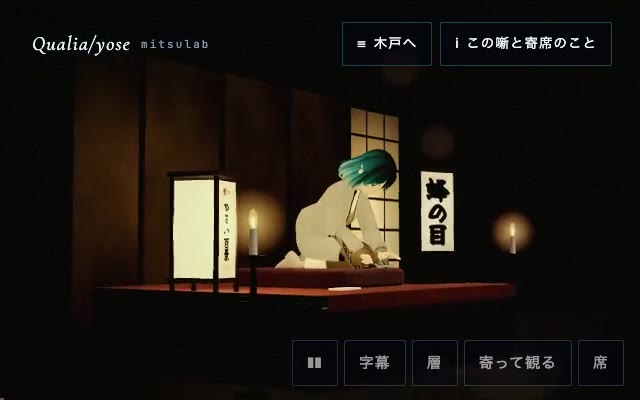 Qualia/yose mitsulab
≡ 木戸へ
i この噺と寄席のこと
蜂の目
字幕
層
寄って観る
席